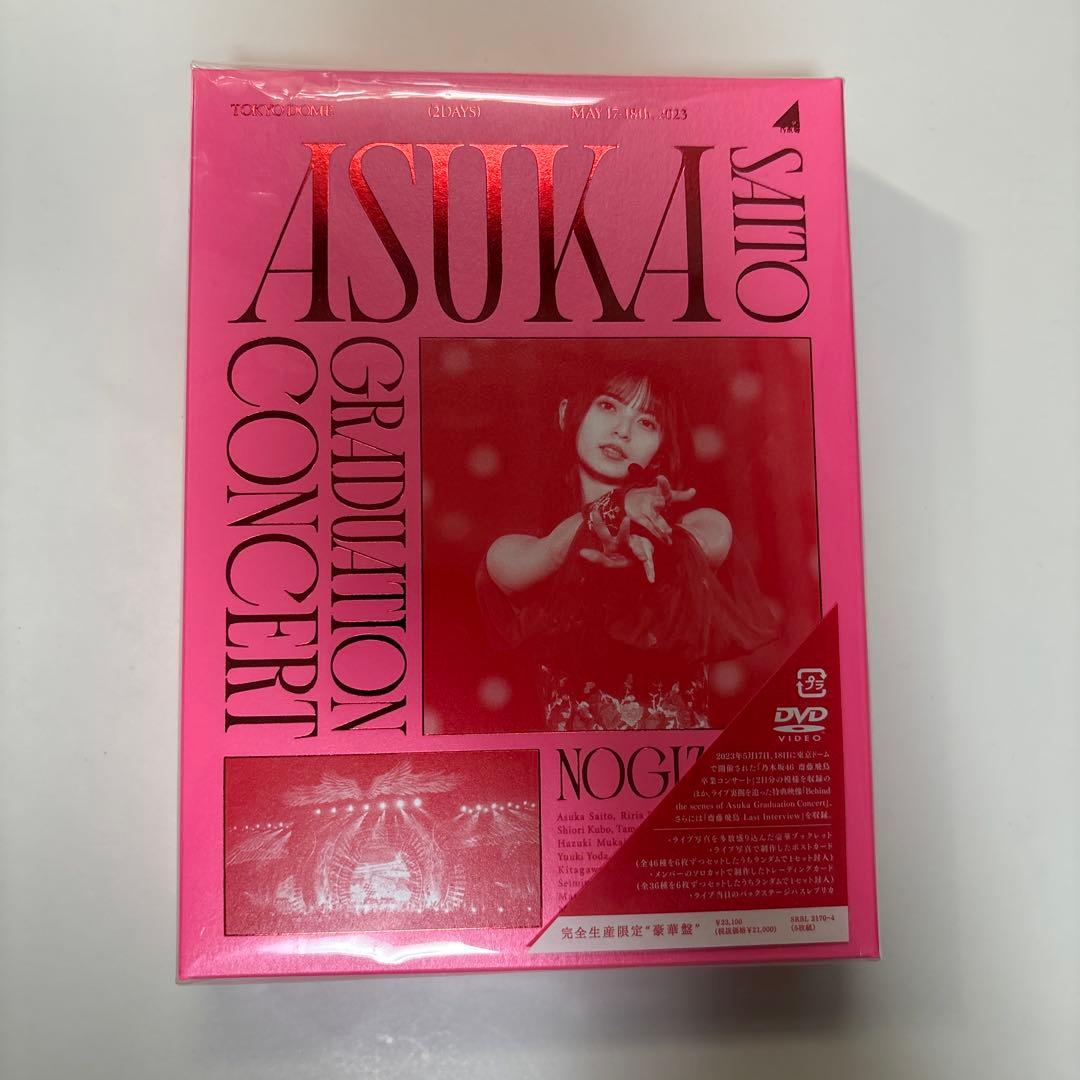 TOKYO DOME (2DAYS) MAY 17-18th, 2023
乃木坂46
ASUKA
SAITO
GRADUATION
CONCERT
NOGIZ
Asuka Saito, Riria
Shiori Kubo,
Hazuki
Yuuki Yoda,
プラ
DVD
VIDEO
2023年5月17日、18日に東京ドーム
で開催された「乃木坂46 齋藤飛鳥
卒業コンサート」2日分の模様を収録の
ほか、ライブ裏側を追った特典映像「Behind
the scenes of Asuka Graduation Concert」、
さらには「齋藤飛鳥 Last Interview」を収録。
・ライブ写真を多数盛り込んだ豪華ブックレット
・ライブ写真で制作したポストカード
(全46種を6枚ずつセットしたうちランダムで1セット封入)
・メンバーのソロカットで制作したトレーディングカード
(全36種を6枚ずつセットしたうちランダムで1セット封入)
・ライブ当日のバックステージパスレプリカ
完全生産限定“豪華盤”
¥23,100
(税抜価格¥21,000)
SRBL 2170-4
(5枚組)